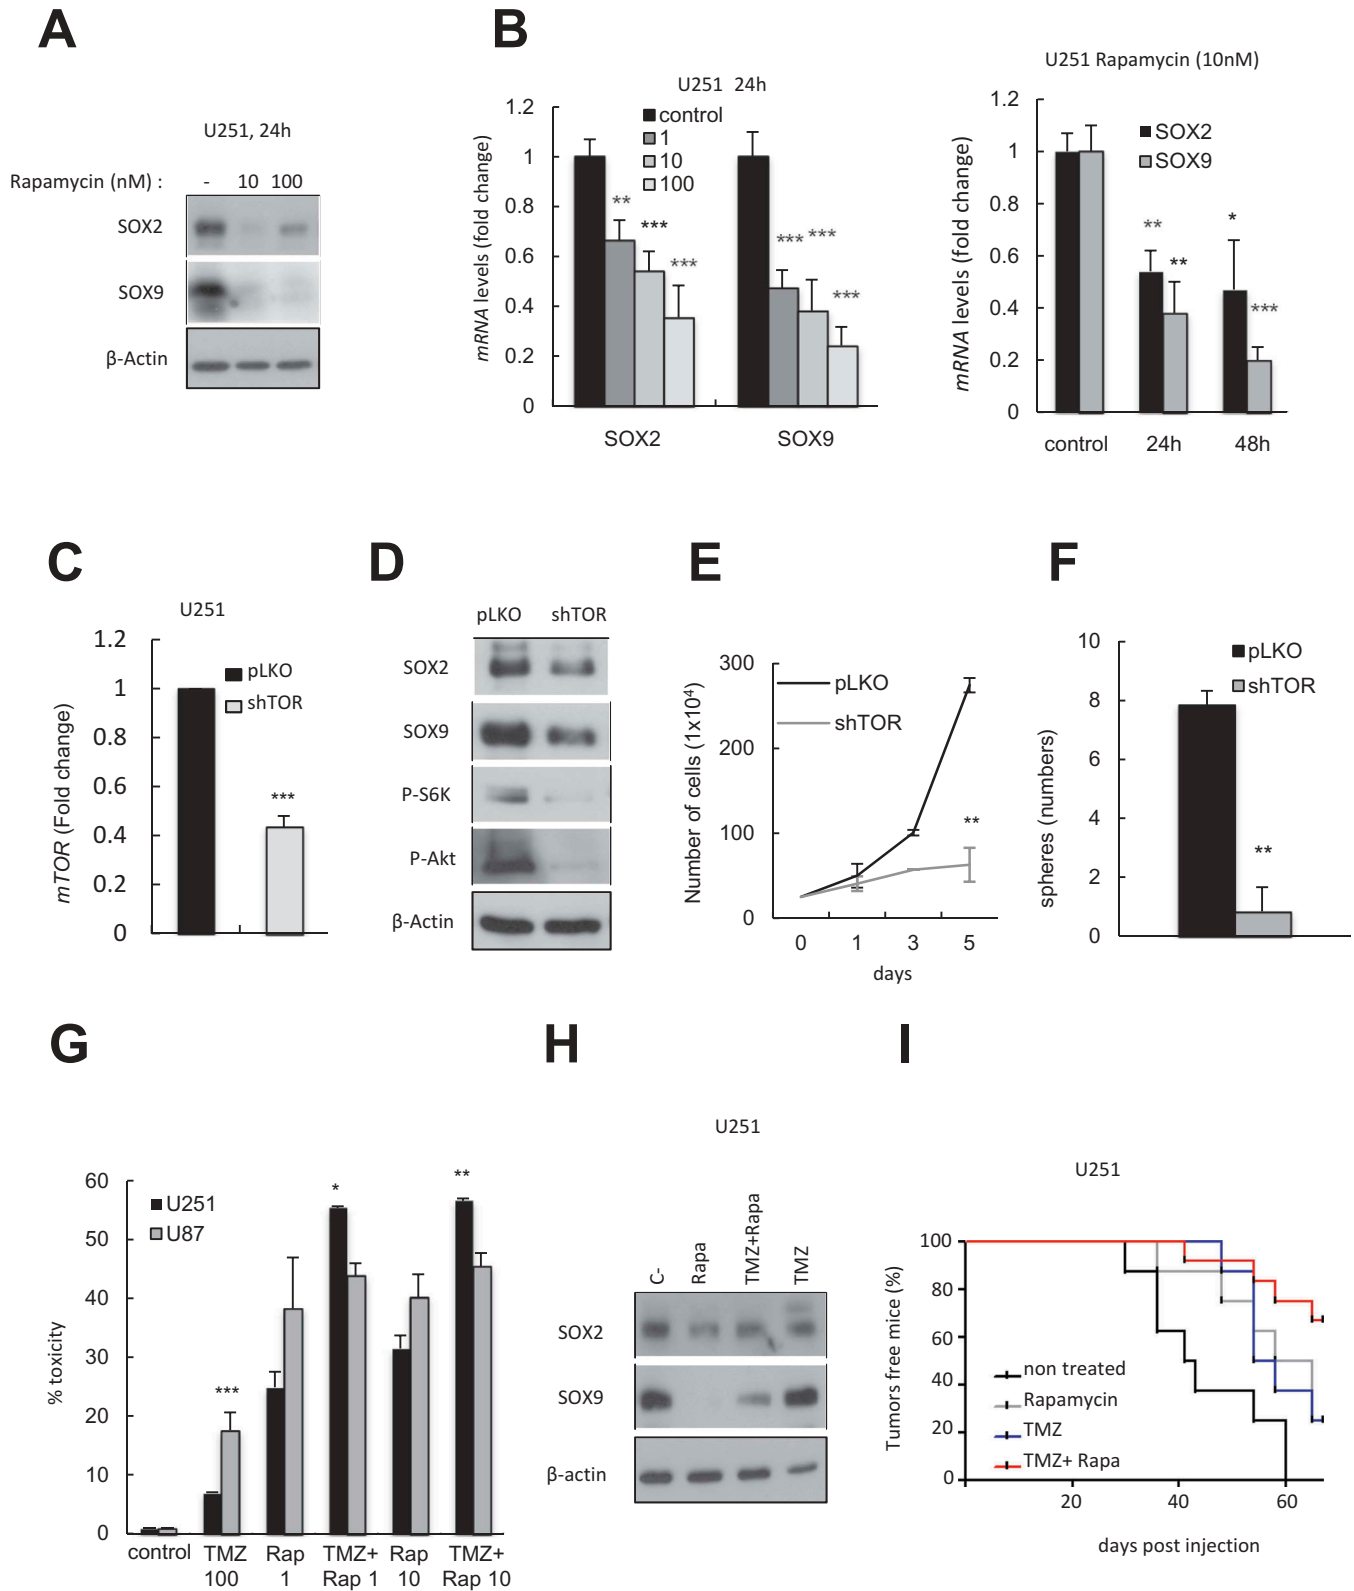 A
U251, 24h
Rapamycin (nM) : - 10 100
SOX2
SOX9
β-Actin
B
U251 24h
mRNA levels (fold change)
1.2
1
0.8
0.6
0.4
0.2
0
control
1
10
100
** *** ***
*** *** ***
SOX2 SOX9
U251 Rapamycin (10nM)
mRNA levels (fold change)
1.2
1
0.8
0.6
0.4
0.2
0
SOX2
SOX9
** ** * ***
control 24h 48h
C
U251
mTOR (Fold change)
1.2
1
0.8
0.6
0.4
0.2
0
pLKO
shTOR
***
D
pLKO shTOR
SOX2
SOX9
P-S6K
P-Akt
β-Actin
E
Number of cells (1x10⁴)
300
200
100
0
pLKO
shTOR
**
0 1 3 5
days
F
spheres (numbers)
10
8
6
4
2
0
pLKO
shTOR
**
G
% toxicity
60
50
40
30
20
10
0
U251
U87
*** * **
control TMZ Rap TMZ+ Rap TMZ+
100 1 Rap 1 10 Rap 10
H
U251
C- Rapa TMZ+Rapa TMZ
SOX2
SOX9
β-actin
I
U251
Tumors free mice (%)
100
80
60
40
20
0
non treated
Rapamycin
TMZ
TMZ+ Rapa
20 40 60
days post injection